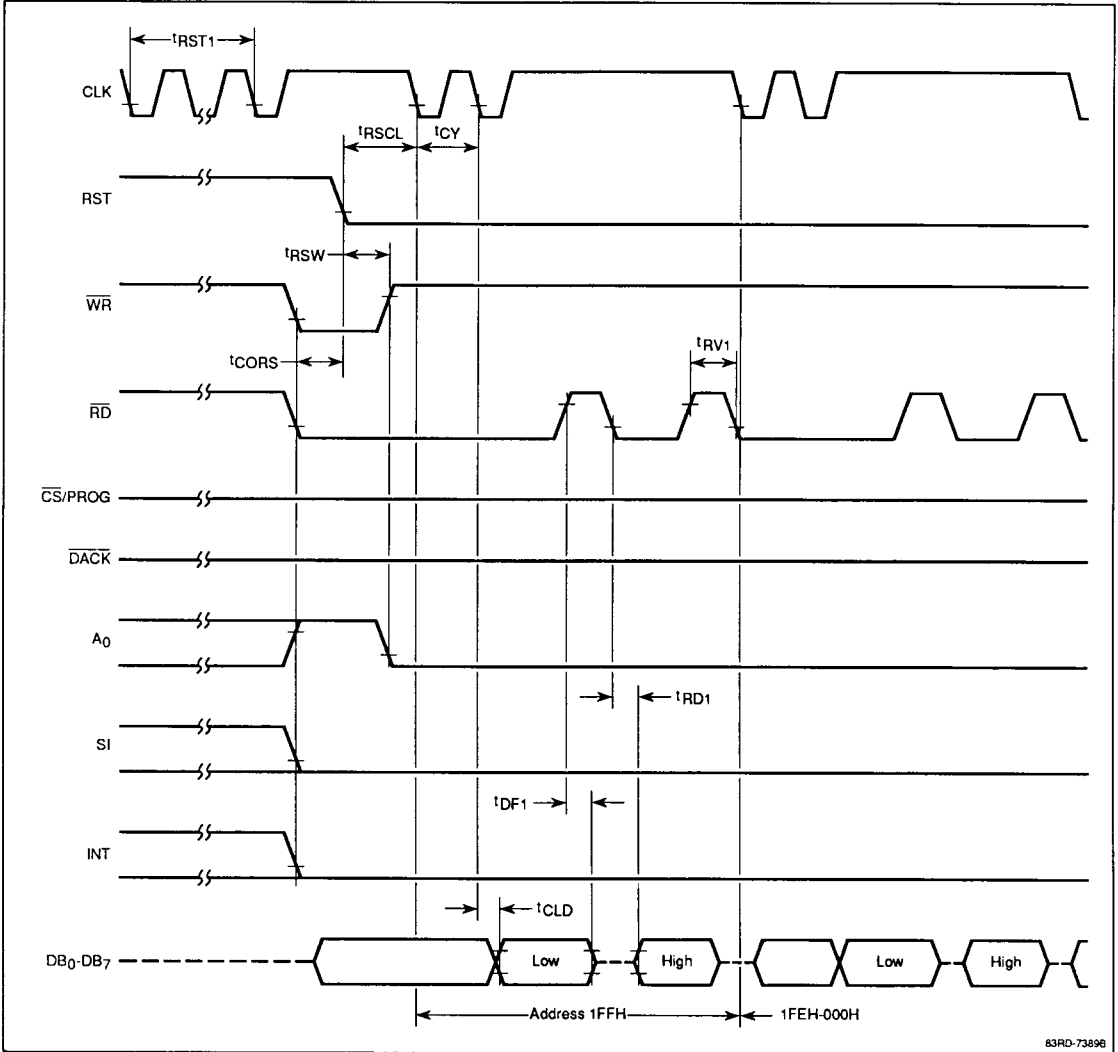 tRST1
CLK
tRSCL
tCY
RST
tRSW
WR
tCORS
tRV1
RD
CS/PROG
DACK
A0
tRD1
SI
tDF1
INT
tCLD
DB0-DB7
Low
High
Low
High
Address 1FFH
1FEH-000H
83RD-7389B